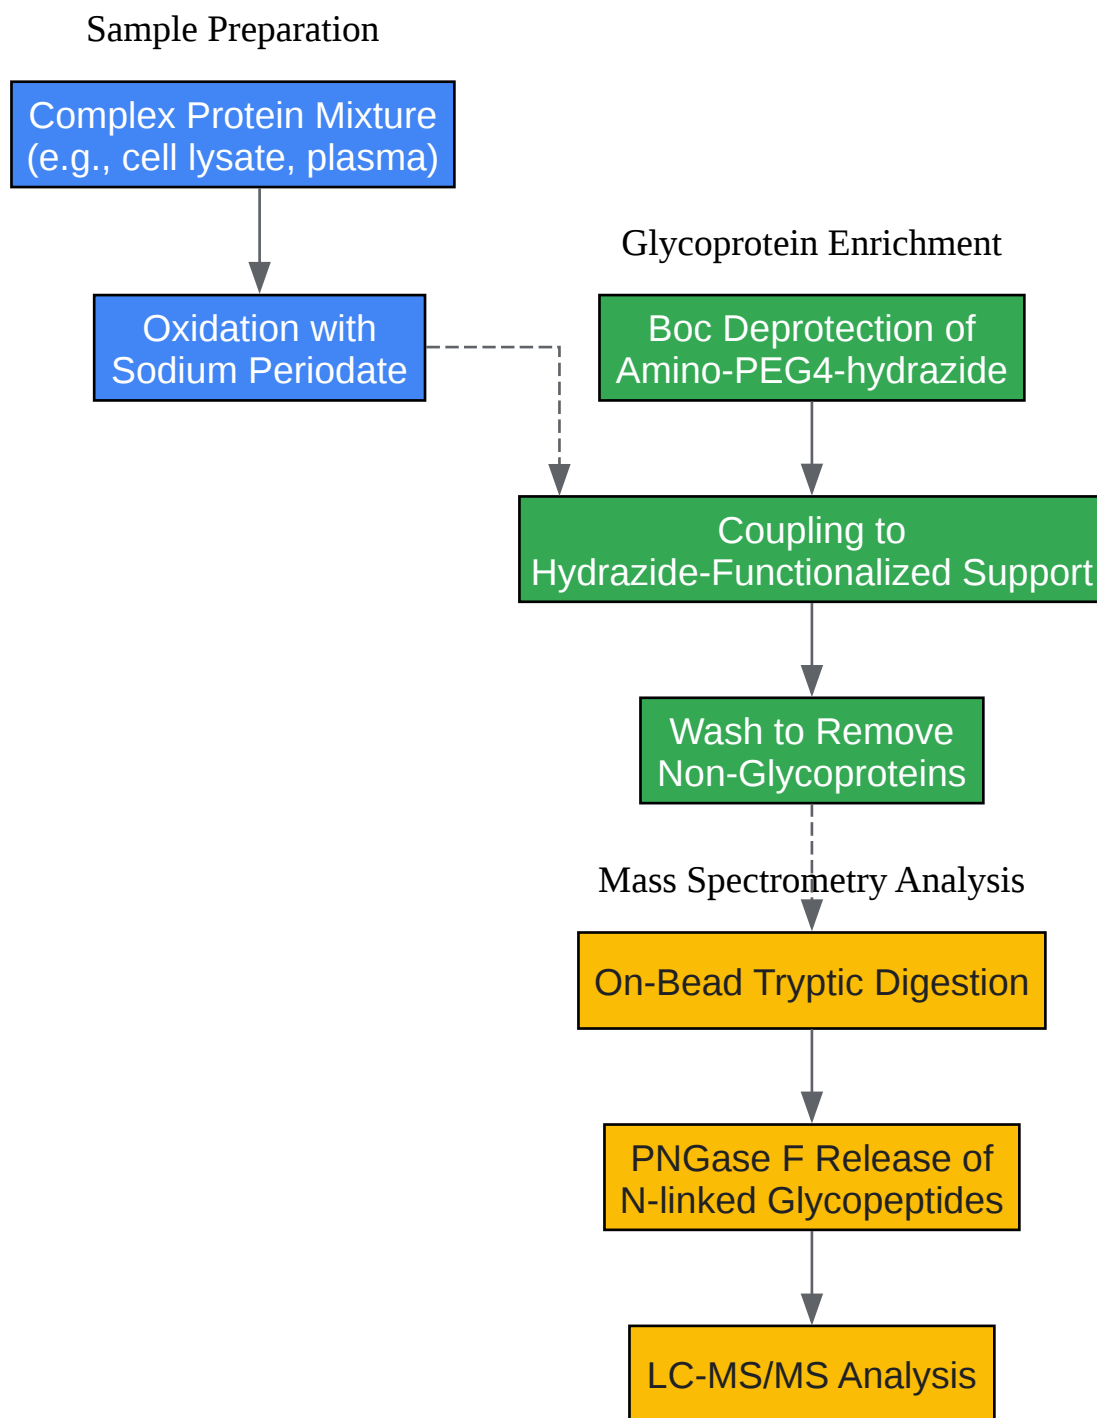 Sample Preparation
Complex Protein Mixture
(e.g., cell lysate, plasma)
Oxidation with
Sodium Periodate
Glycoprotein Enrichment
Boc Deprotection of
Amino-PEG4-hydrazide
Coupling to
Hydrazide-Functionalized Support
Wash to Remove
Non-Glycoproteins
Mass Spectrometry Analysis
On-Bead Tryptic Digestion
PNGase F Release of
N-linked Glycopeptides
LC-MS/MS Analysis